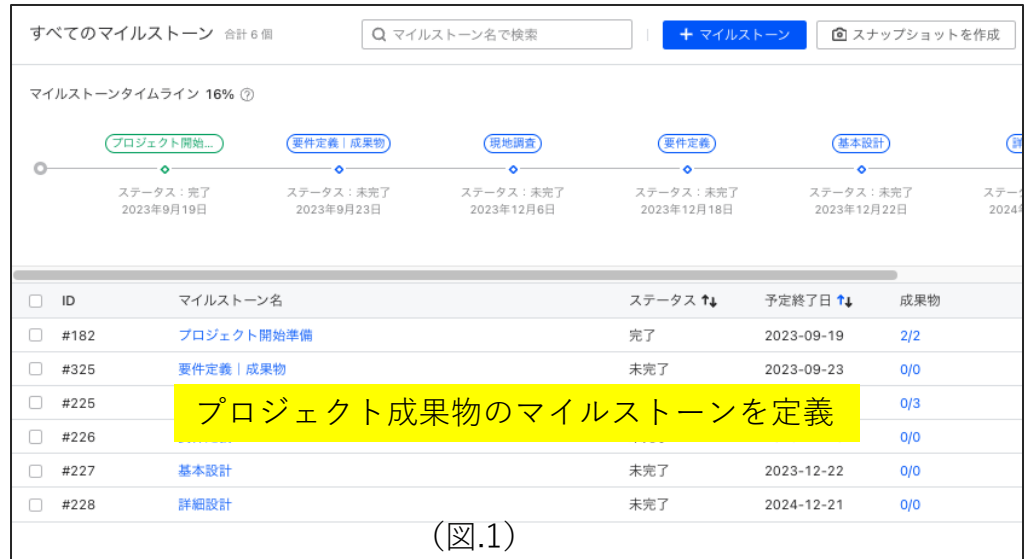 すべてのマイルストーン 合計 6 個 マイルストーン名で検索 + マイルストーン スナップショットを作成
マイルストーンタイムライン 16% ?
プロジェクト開始... 要件定義｜成果物 現地調査 要件定義 基本設計
ステータス：完了 ステータス：未完了 ステータス：未完了 ステータス：未完了 ステータス：未完了
2023年9月19日 2023年9月23日 2023年12月6日 2023年12月18日 2023年12月22日 2024
ID マイルストーン名 ステータス 予定終了日 成果物
#182 プロジェクト開始準備 完了 2023-09-19 2/2
#325 要件定義｜成果物 未完了 2023-09-23 0/0
#225 0/3
プロジェクト成果物のマイルストーンを定義
#226 0/0
#227 基本設計 未完了 2023-12-22 0/0
#228 詳細設計 未完了 2024-12-21 0/0
（図.1）